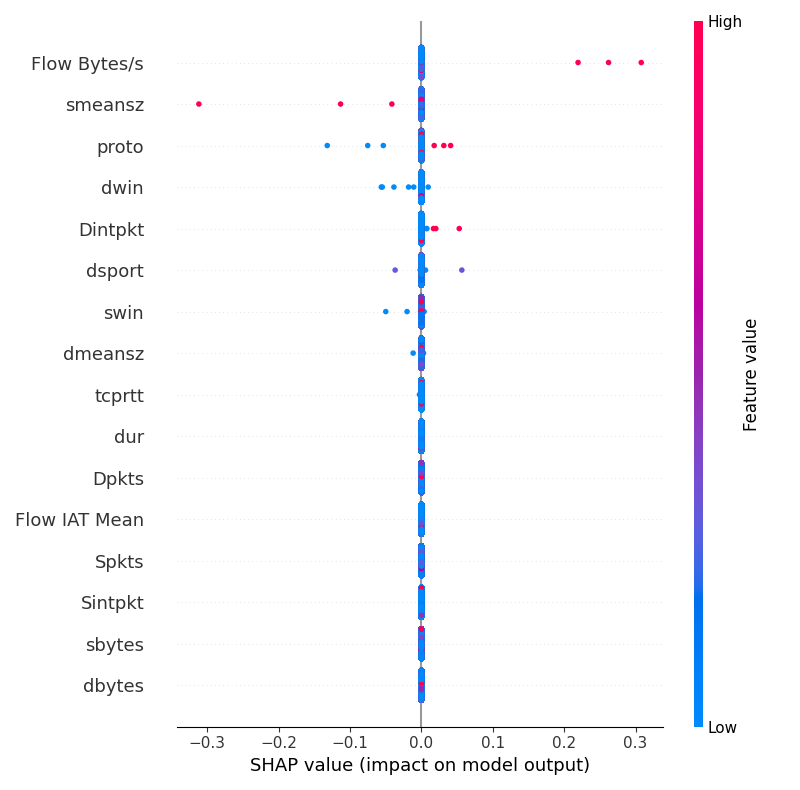 High
Flow Bytes/s
smeansz
proto
dwin
Dintpkt
dsport
swin
dmeansz
tcprtt
dur
Dpkts
Flow IAT Mean
Spkts
Sintpkt
sbytes
dbytes
Feature value
Low
−0.3 −0.2 −0.1 0.0 0.1 0.2 0.3
SHAP value (impact on model output)